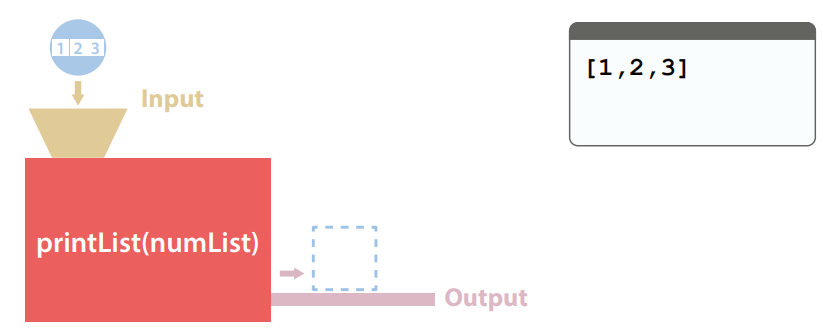 1 2 3
Input
printList(numList)
Output
[1,2,3]